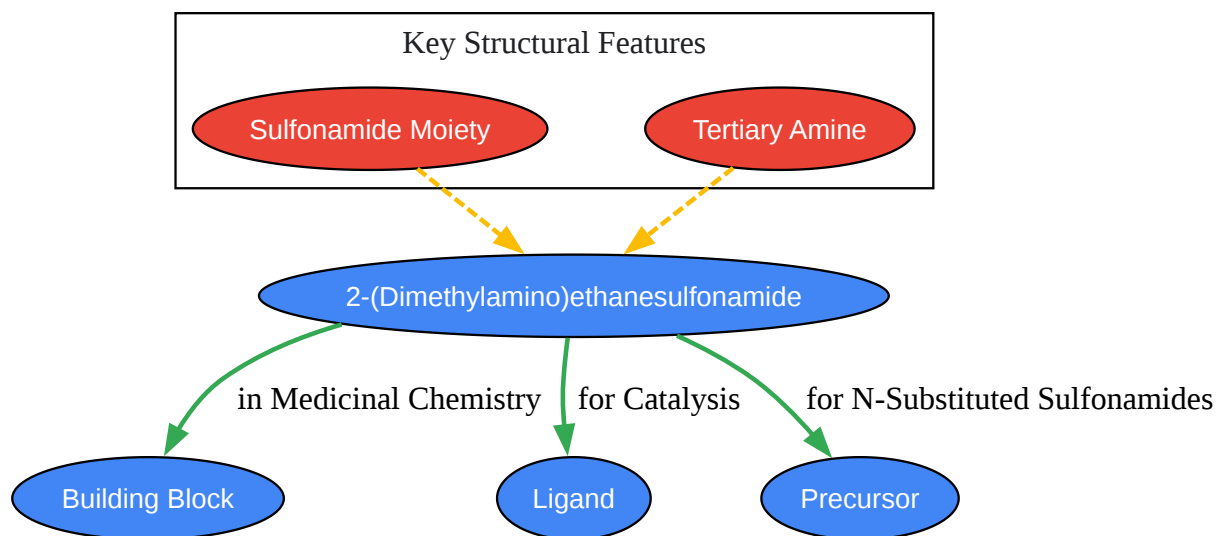 Key Structural Features
Sulfonamide Moiety
Tertiary Amine
2-(Dimethylamino)ethanesulfonamide
in Medicinal Chemistry
for Catalysis
for N-Substituted Sulfonamides
Building Block
Ligand
Precursor